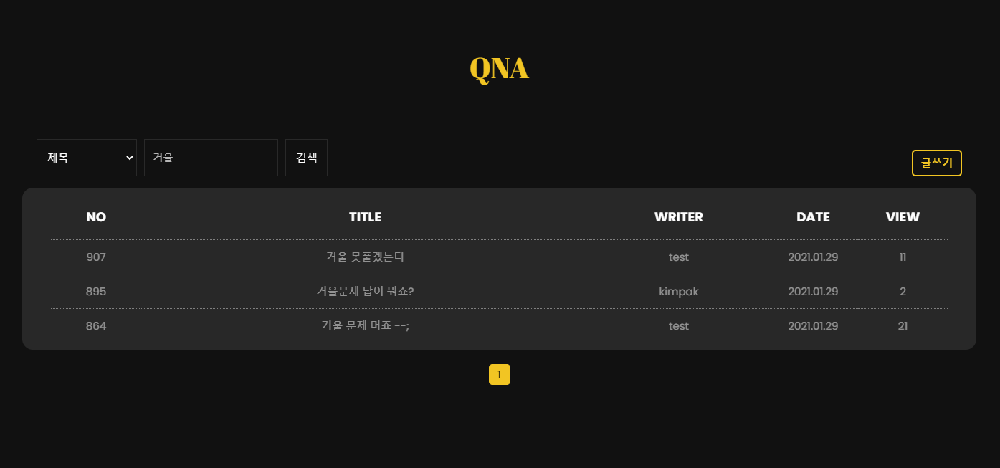 QNA
제목 거울 검색
글쓰기
NO TITLE WRITER DATE VIEW
907 거울 못풀겠는디 test 2021.01.29 11
895 거울문제 답이 뭐죠? kimpak 2021.01.29 2
864 거울 문제 머죠 --; test 2021.01.29 21
1